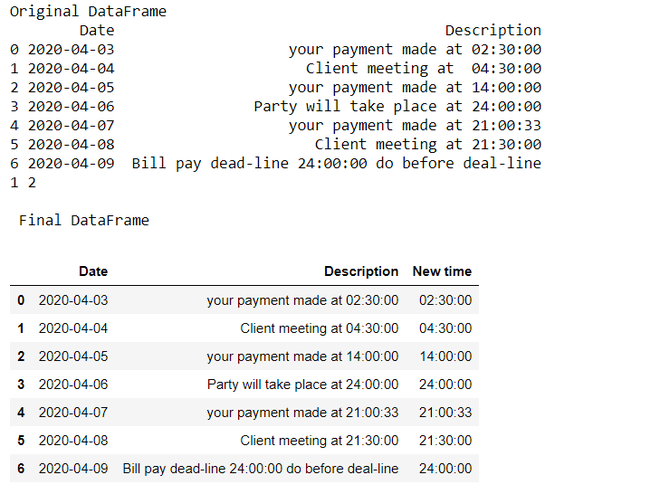 Original DataFrame
Date Description
0 2020-04-03 your payment made at 02:30:00
1 2020-04-04 Client meeting at  04:30:00
2 2020-04-05 your payment made at 14:00:00
3 2020-04-06 Party will take place at 24:00:00
4 2020-04-07 your payment made at 21:00:33
5 2020-04-08 Client meeting at 21:30:00
6 2020-04-09 Bill pay dead-line 24:00:00 do before deal-line
1 2
Final DataFrame
Date Description New time
0 2020-04-03 your payment made at 02:30:00 02:30:00
1 2020-04-04 Client meeting at 04:30:00 04:30:00
2 2020-04-05 your payment made at 14:00:00 14:00:00
3 2020-04-06 Party will take place at 24:00:00 24:00:00
4 2020-04-07 your payment made at 21:00:33 21:00:33
5 2020-04-08 Client meeting at 21:30:00 21:30:00
6 2020-04-09 Bill pay dead-line 24:00:00 do before deal-line 24:00:00